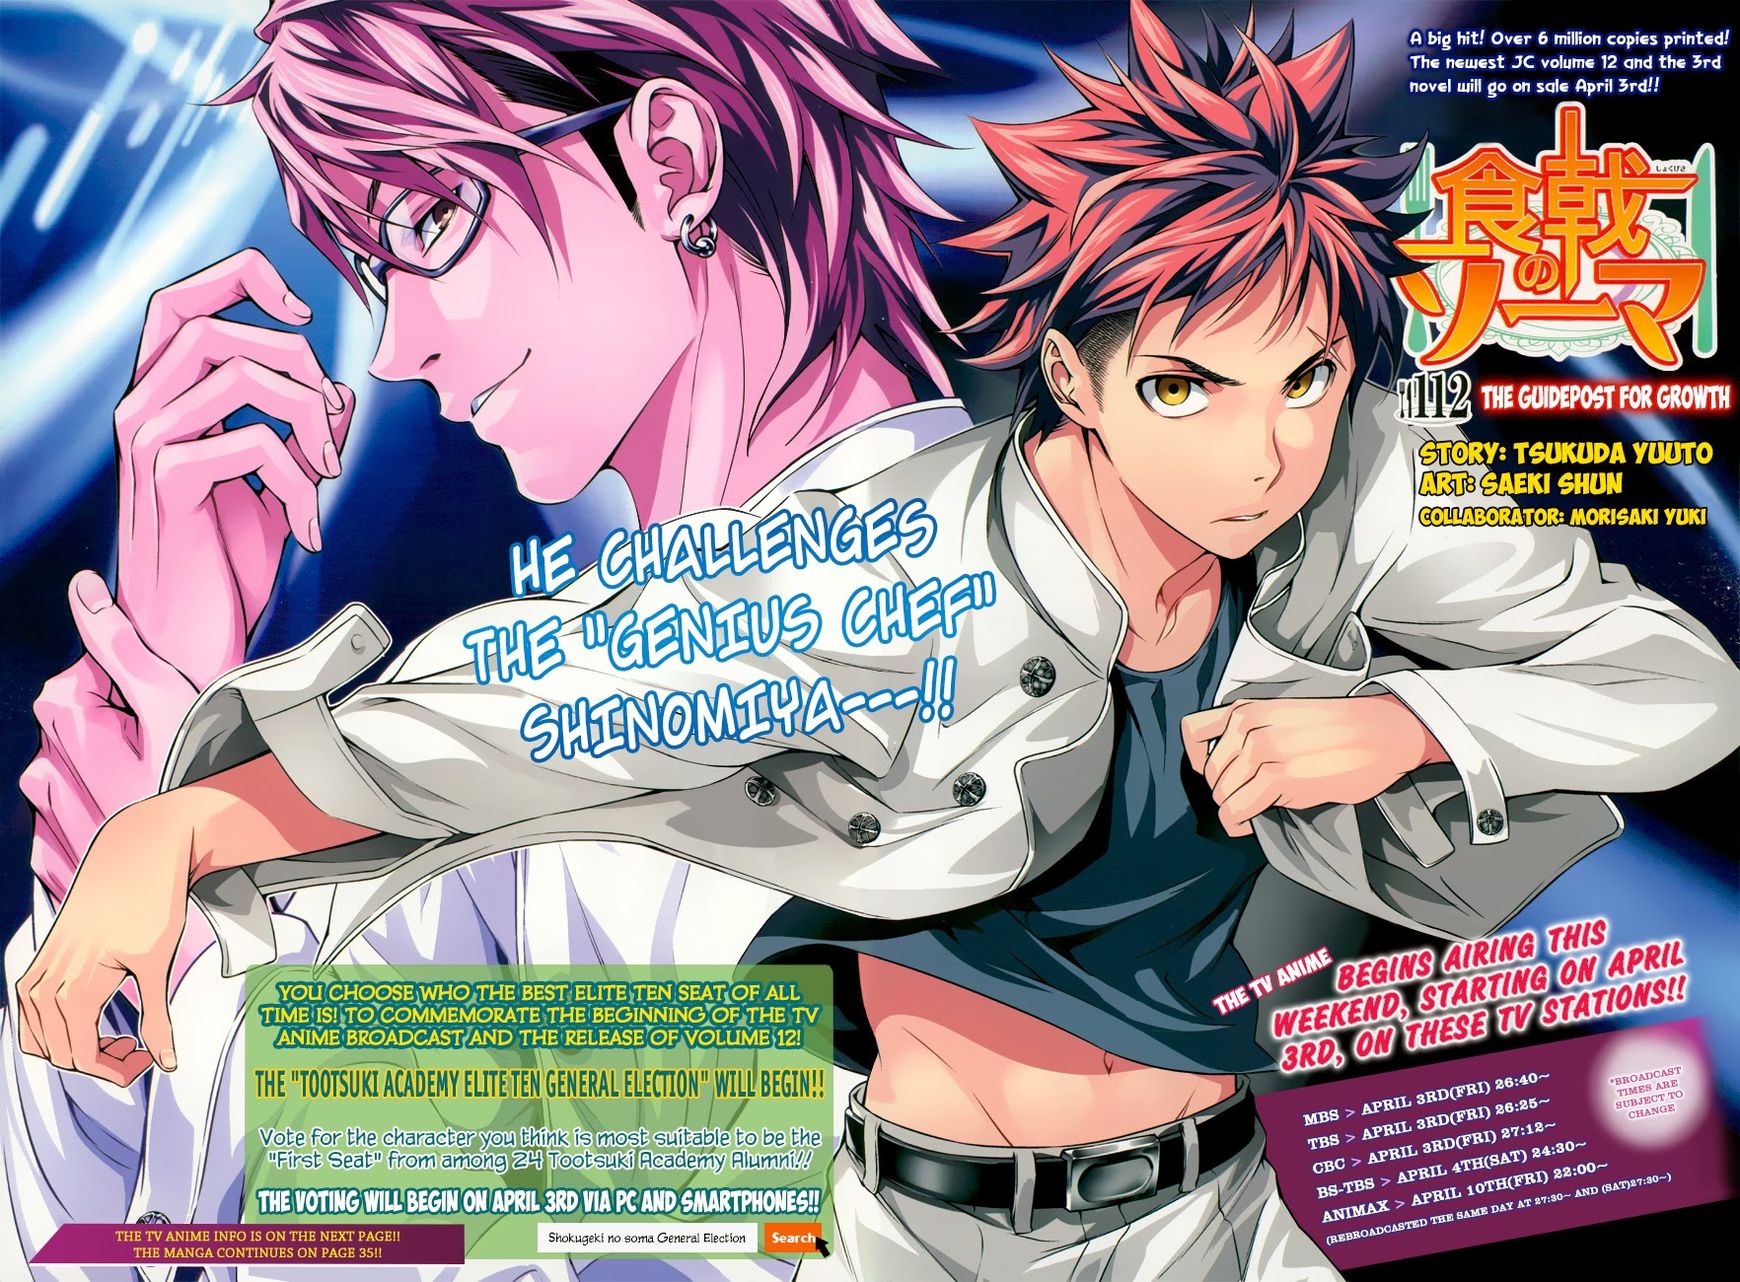 A big hit! Over 6 million copies printed!
The newest JC volume 12 and the 3rd
novel will go on sale April 3rd!!
食戟の
しょくげき
ソーマ
#112 THE GUIDEPOST FOR GROWTH
STORY: TSUKUDA YUUTO
ART: SAEKI SHUN
COLLABORATOR: MORISAKI YUKI
HE CHALLENGES
THE "GENIUS CHEF"
SHINOMIYA---!!
THE TV ANIME BEGINS AIRING THIS
WEEKEND, STARTING ON APRIL
3RD, ON THESE TV STATIONS!!
MBS > APRIL 3RD(FRI) 26:40~
TBS > APRIL 3RD(FRI) 26:25~
CBC > APRIL 3RD(FRI) 27:12~
BS-TBS > APRIL 4TH(SAT) 24:30~
ANIMAX > APRIL 10TH(FRI) 22:00~
(REBROADCASTED THE SAME DAY AT 27:30~ AND (SAT)27:30~)
*BROADCAST
TIMES ARE
SUBJECT TO
CHANGE
YOU CHOOSE WHO THE BEST ELITE TEN SEAT OF ALL
TIME IS! TO COMMEMORATE THE BEGINNING OF THE TV
ANIME BROADCAST AND THE RELEASE OF VOLUME 12!
THE "TOOTSUKI ACADEMY ELITE TEN GENERAL ELECTION" WILL BEGIN!!
Vote for the character you think is most suitable to be the
"First Seat" from among 24 Tootsuki Academy Alumni!!
THE VOTING WILL BEGIN ON APRIL 3RD VIA PC AND SMARTPHONES!!
Shokugeki no soma General Election Search
THE TV ANIME INFO IS ON THE NEXT PAGE!!
THE MANGA CONTINUES ON PAGE 35!!